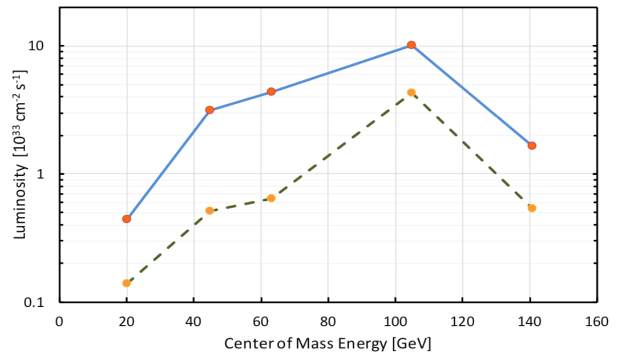 10
1
0.1
0 20 40 60 80 100 120 140 160
Luminosity [10³³ cm⁻² s⁻¹]
Center of Mass Energy [GeV]